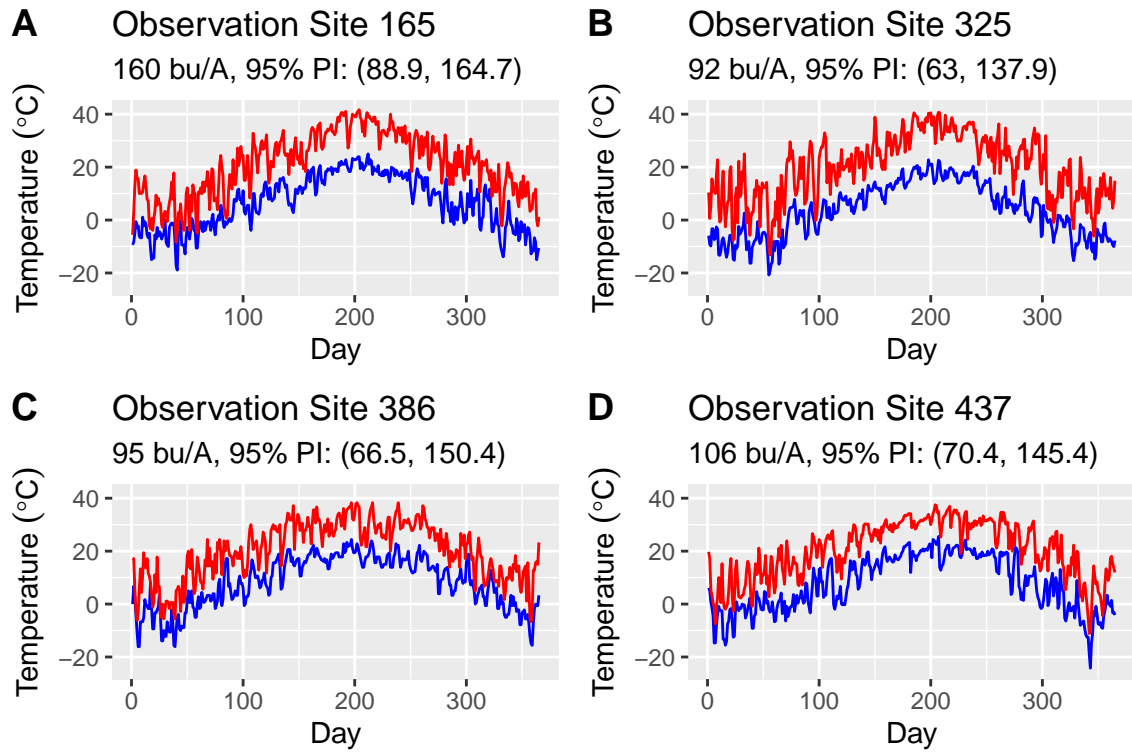 A Observation Site 165
160 bu/A, 95% PI: (88.9, 164.7)
Temperature (°C)
40
20
0
−20
0 100 200 300
Day
B Observation Site 325
92 bu/A, 95% PI: (63, 137.9)
Temperature (°C)
40
20
0
−20
0 100 200 300
Day
C Observation Site 386
95 bu/A, 95% PI: (66.5, 150.4)
Temperature (°C)
40
20
0
−20
0 100 200 300
Day
D Observation Site 437
106 bu/A, 95% PI: (70.4, 145.4)
Temperature (°C)
40
20
0
−20
0 100 200 300
Day